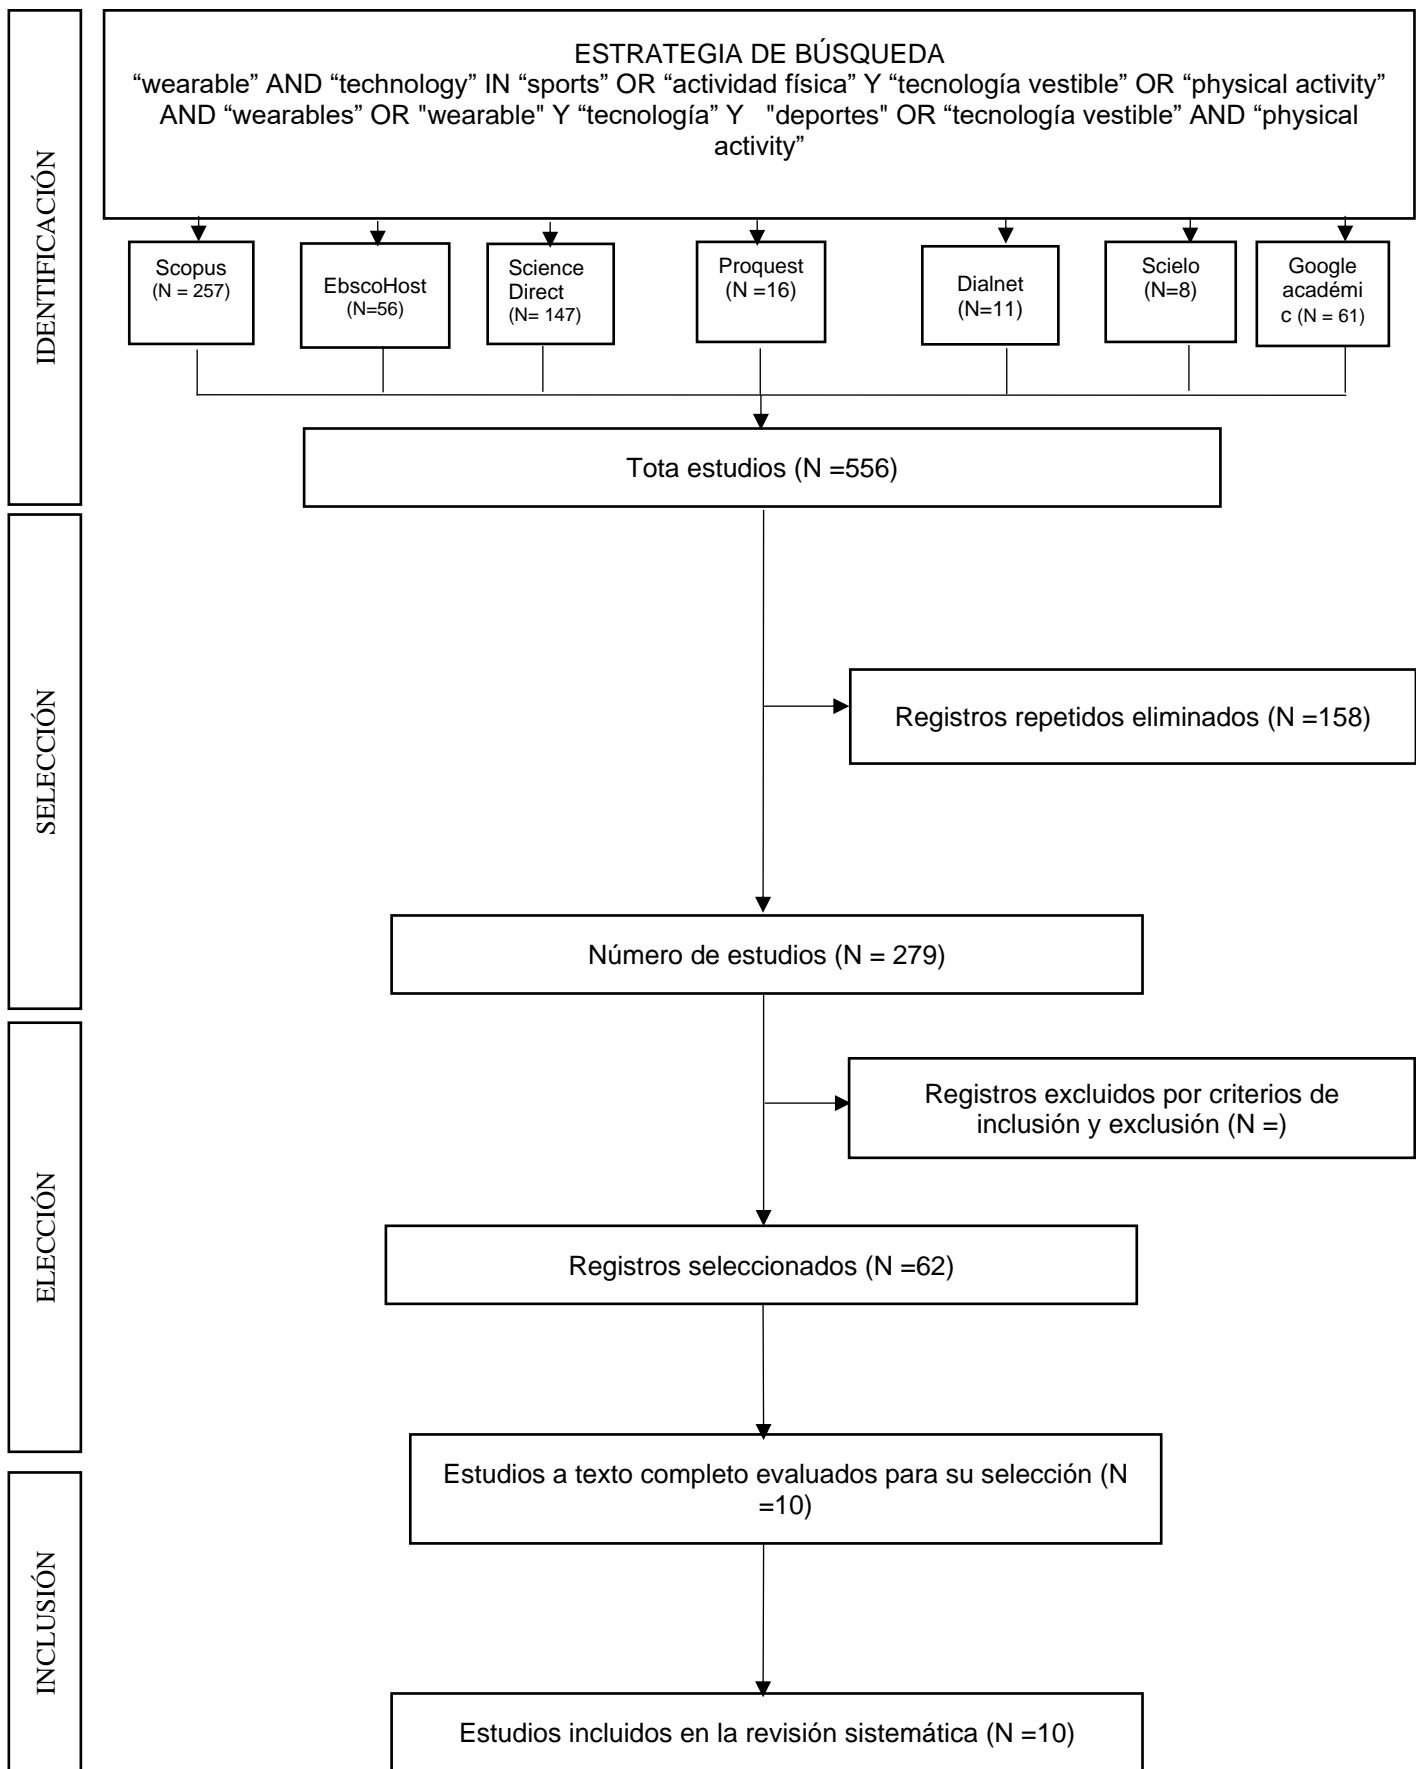 IDENTIFICACIÓN
ESTRATEGIA DE BÚSQUEDA
“wearable” AND “technology” IN “sports” OR “actividad física” Y “tecnología vestible” OR “physical activity”
AND “wearables” OR "wearable" Y “tecnología” Y "deportes" OR “tecnología vestible” AND “physical
activity”
Scopus
(N = 257)
EbscoHost
(N=56)
Science
Direct
(N= 147)
Proquest
(N =16)
Dialnet
(N=11)
Scielo
(N=8)
Google
académi
c (N = 61)
Tota estudios (N =556)
SELECCIÓN
Registros repetidos eliminados (N =158)
Número de estudios (N = 279)
ELECCIÓN
Registros excluidos por criterios de
inclusión y exclusión (N =)
Registros seleccionados (N =62)
Estudios a texto completo evaluados para su selección (N
=10)
INCLUSIÓN
Estudios incluidos en la revisión sistemática (N =10)